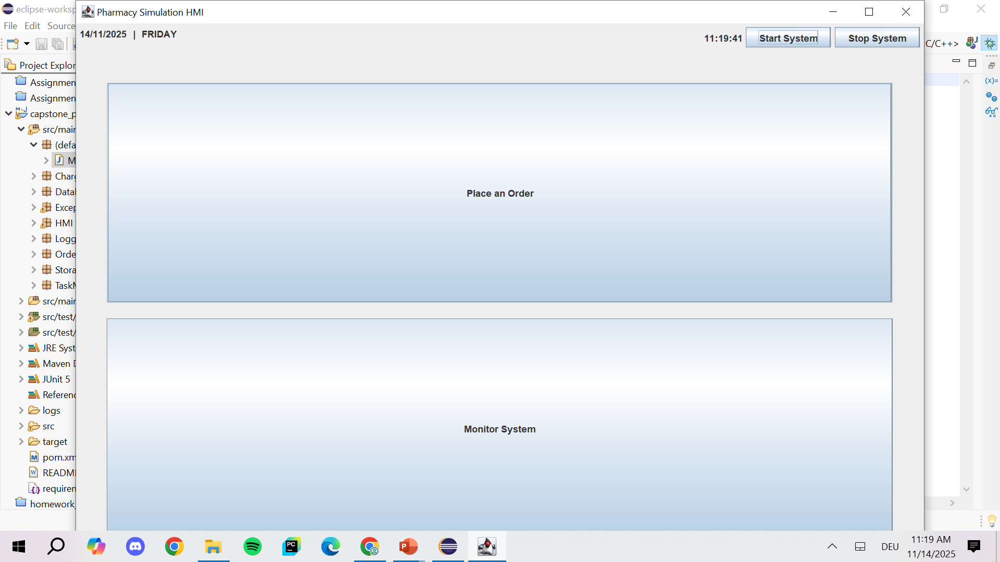 eclipse-worksp
Pharmacy Simulation HMI
File Edit Source
14/11/2025 | FRIDAY
11:19:41
Start System
Stop System
C/C++>
Project Explor
(x)=
Assignmen
Assignmen
capstone_p
src/mair
(defa
M
Charg
Datal
Excep
HMI
Logg
Orde
Stora
TaskM
src/mair
src/test/
src/test/
JRE Syst
Maven D
JUnit 5
Referenc
logs
src
target
pom.xm
README
requiren
homework_
Place an Order
Monitor System
DEU
11:19 AM
11/14/2025